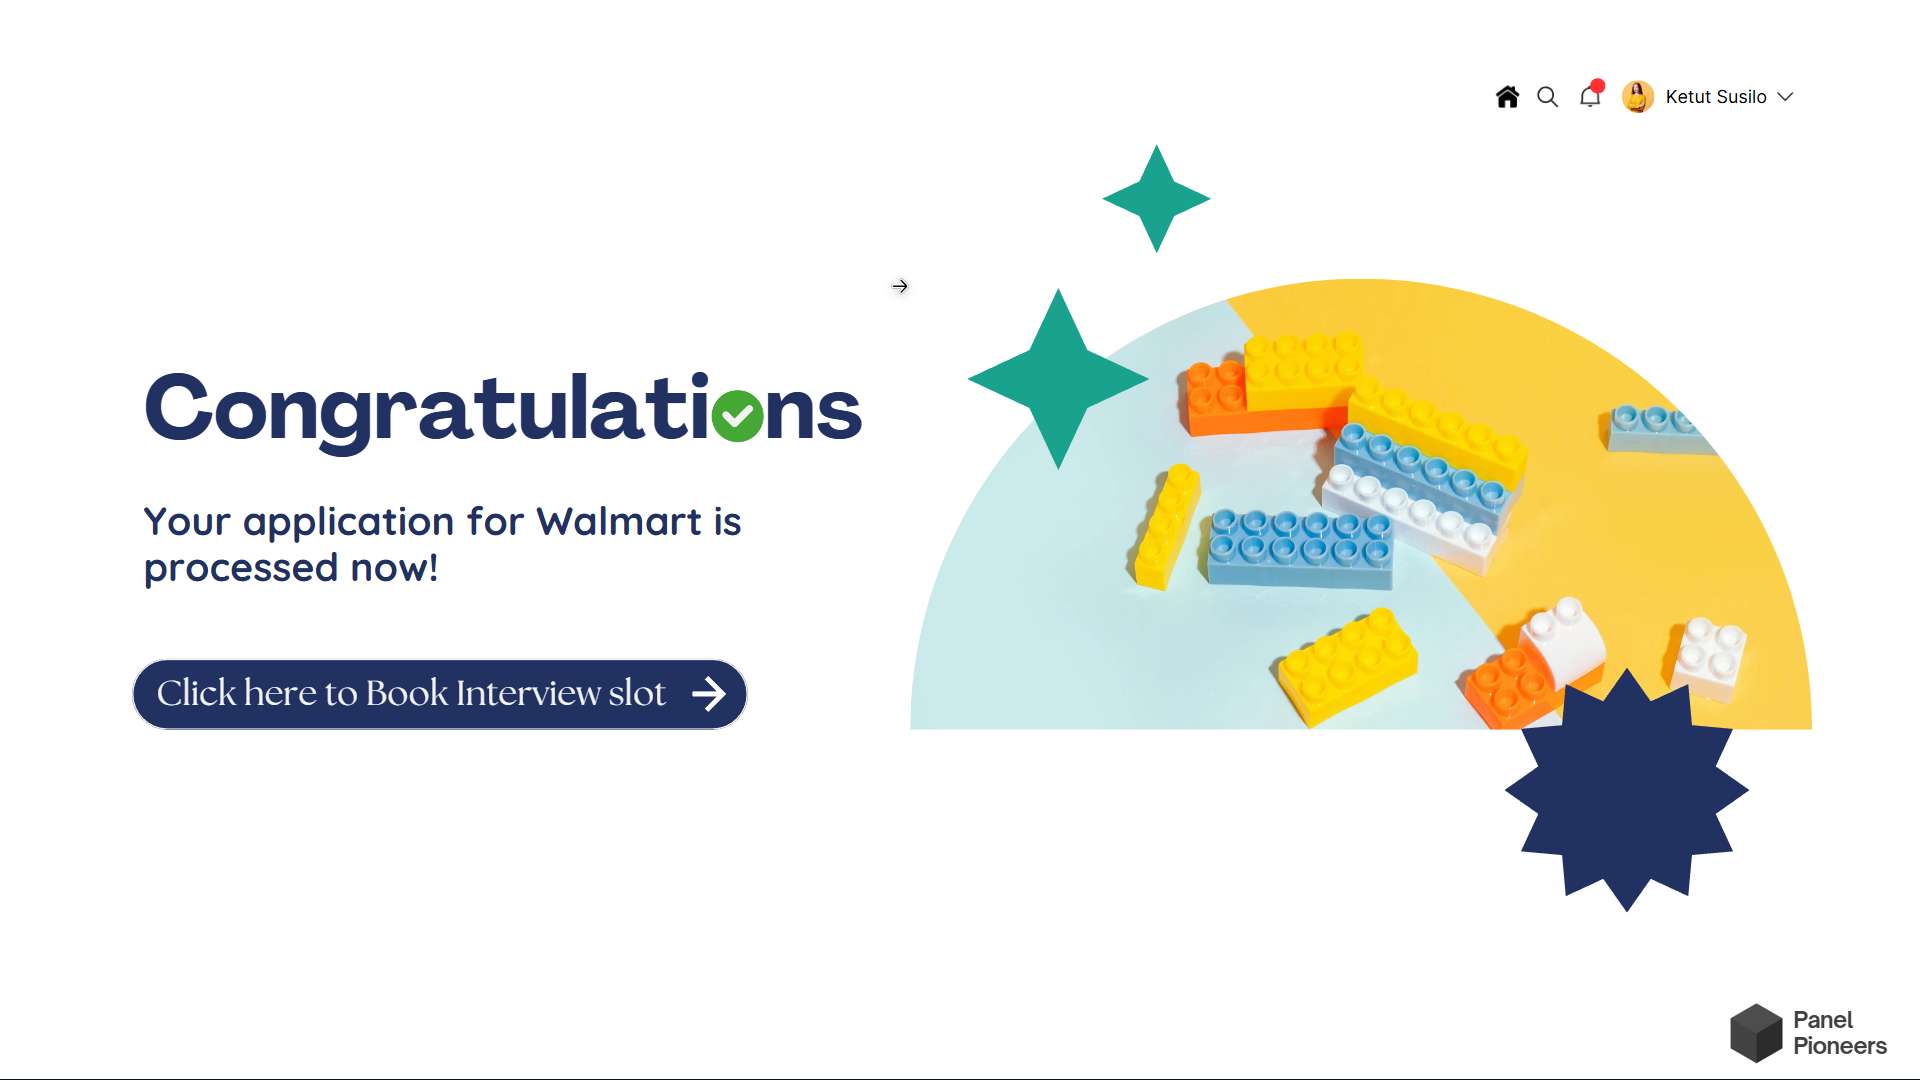 Ketut Susilo
Congratulations
Your application for Walmart is
processed now!
Click here to Book Interview slot
Panel
Pioneers